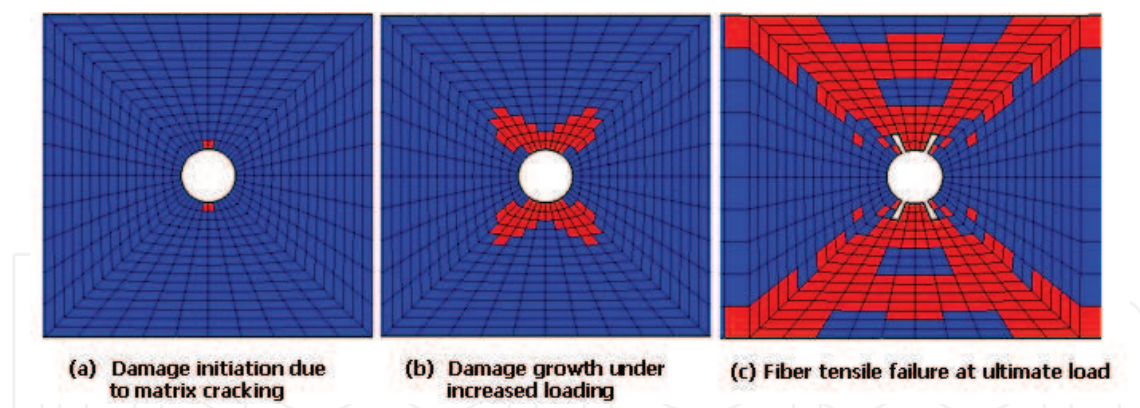 (a) Damage initiation due
to matrix cracking
(b) Damage growth under
increased loading
(c) Fiber tensile failure at ultimate load